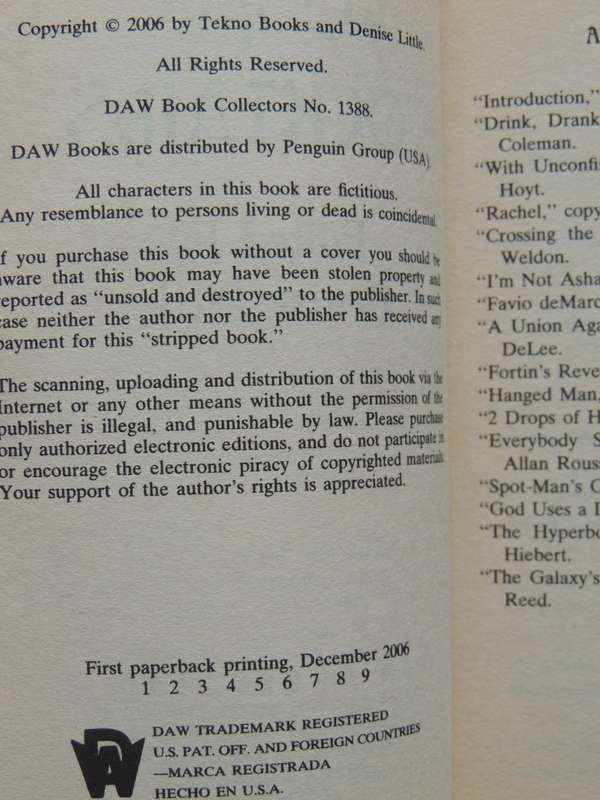 Copyright © 2006 by Tekno Books and Denise Little.
All Rights Reserved.
DAW Book Collectors No. 1388.
DAW Books are distributed by Penguin Group (USA).
All characters in this book are fictitious.
Any resemblance to persons living or dead is coincidental.
If you purchase this book without a cover you should be
aware that this book may have been stolen property and
reported as "unsold and destroyed" to the publisher. In such
case neither the author nor the publisher has received any
payment for this "stripped book."
The scanning, uploading and distribution of this book via the
Internet or any other means without the permission of the
publisher is illegal, and punishable by law. Please purchase
only authorized electronic editions, and do not participate in
or encourage the electronic piracy of copyrighted materials.
Your support of the author's rights is appreciated.
First paperback printing, December 2006
1 2 3 4 5 6 7 8 9
DAW
DAW TRADEMARK REGISTERED
U.S. PAT. OFF. AND FOREIGN COUNTRIES
—MARCA REGISTRADA
HECHO EN U.S.A.
A
"Introduction,"
"Drink, Drank
Coleman.
"With Unconfi
Hoyt.
"Rachel," copy
"Crossing the
Weldon.
"I'm Not Asha
"Favio deMarc
"A Union Aga
DeLee.
"Fortin's Reve
"Hanged Man,
"2 Drops of H
"Everybody S
Allan Rous
"Spot-Man's C
"God Uses a
"The Hyperbo
Hiebert.
"The Galaxy's
Reed.